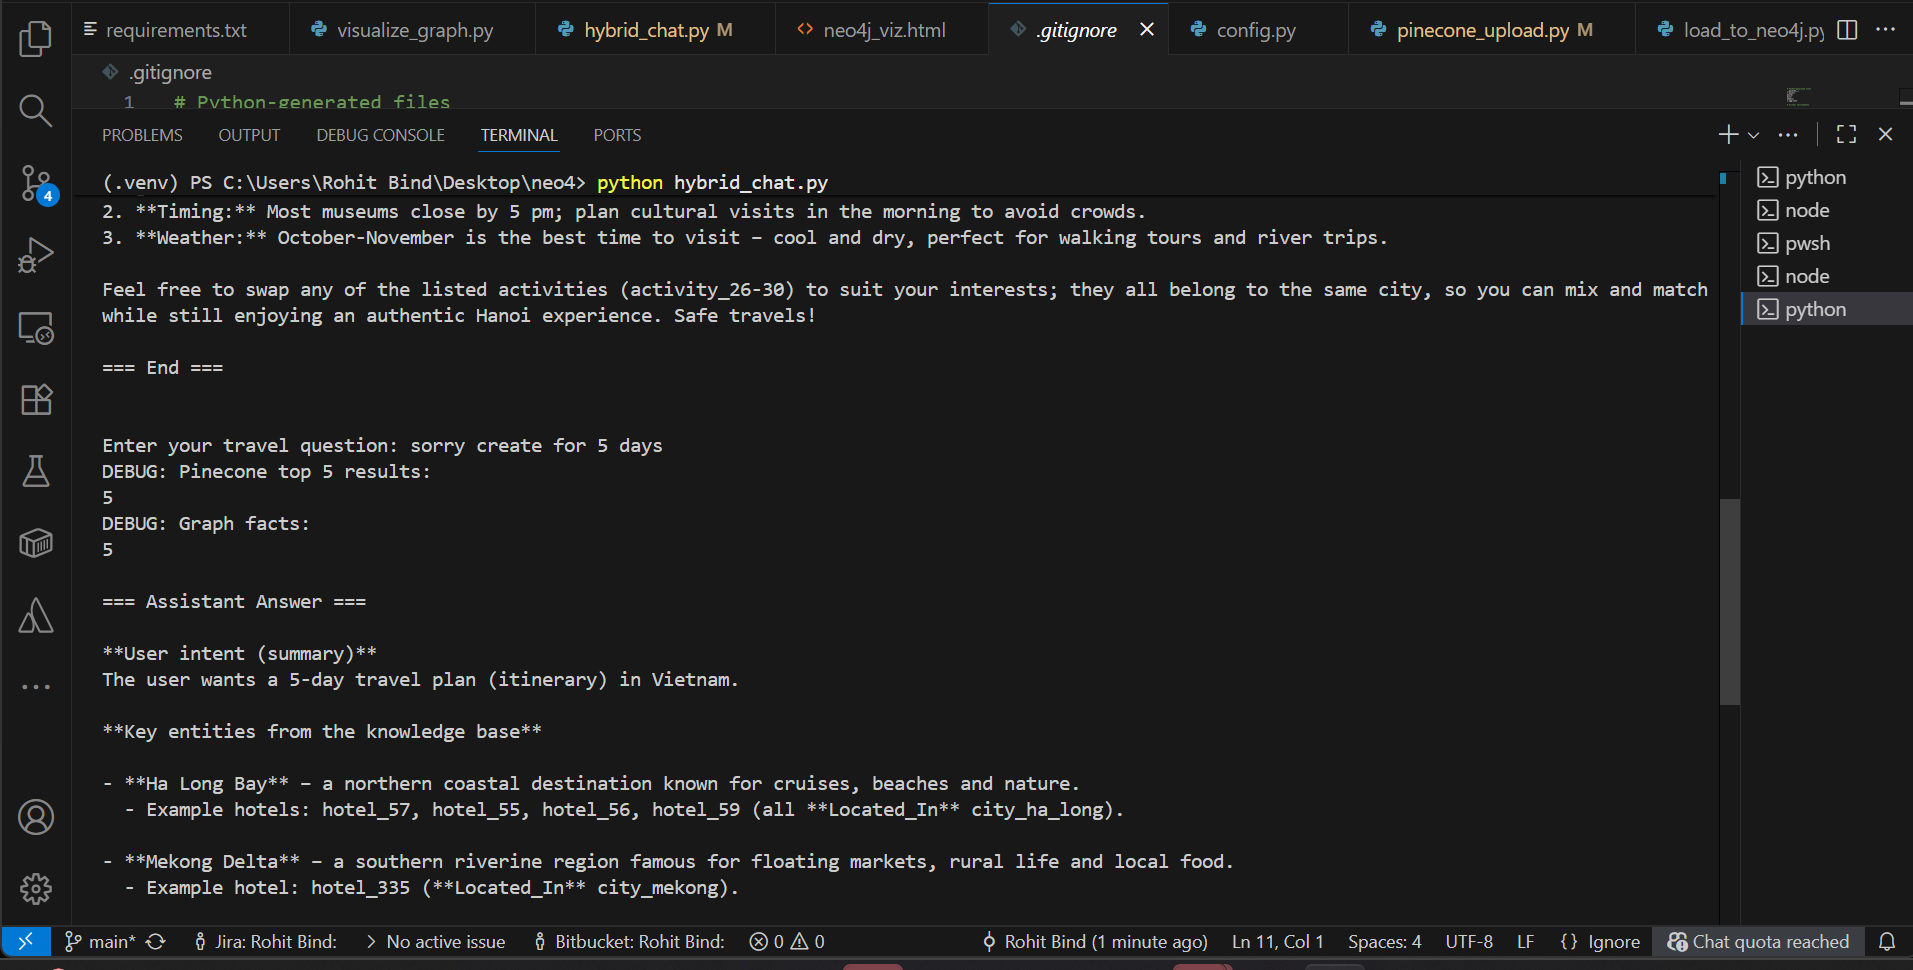 requirements.txt
visualize_graph.py
hybrid_chat.py M
neo4j_viz.html
.gitignore
config.py
pinecone_upload.py M
load_to_neo4j.py
.gitignore
1 # Python-generated files
PROBLEMS OUTPUT DEBUG CONSOLE TERMINAL PORTS
(.venv) PS C:\Users\Rohit Bind\Desktop\neo4> python hybrid_chat.py
2. **Timing:** Most museums close by 5 pm; plan cultural visits in the morning to avoid crowds.
3. **Weather:** October-November is the best time to visit – cool and dry, perfect for walking tours and river trips.
Feel free to swap any of the listed activities (activity_26-30) to suit your interests; they all belong to the same city, so you can mix and match
while still enjoying an authentic Hanoi experience. Safe travels!
=== End ===
Enter your travel question: sorry create for 5 days
DEBUG: Pinecone top 5 results:
5
DEBUG: Graph facts:
5
=== Assistant Answer ===
**User intent (summary)**
The user wants a 5-day travel plan (itinerary) in Vietnam.
**Key entities from the knowledge base**
- **Ha Long Bay** – a northern coastal destination known for cruises, beaches and nature.
- Example hotels: hotel_57, hotel_55, hotel_56, hotel_59 (all **Located_In** city_ha_long).
- **Mekong Delta** – a southern riverine region famous for floating markets, rural life and local food.
- Example hotel: hotel_335 (**Located_In** city_mekong).
python
node
pwsh
node
python
4
main* Jira: Rohit Bind: No active issue Bitbucket: Rohit Bind: 0 0 Rohit Bind (1 minute ago) Ln 11, Col 1 Spaces: 4 UTF-8 LF {} Ignore Chat quota reached